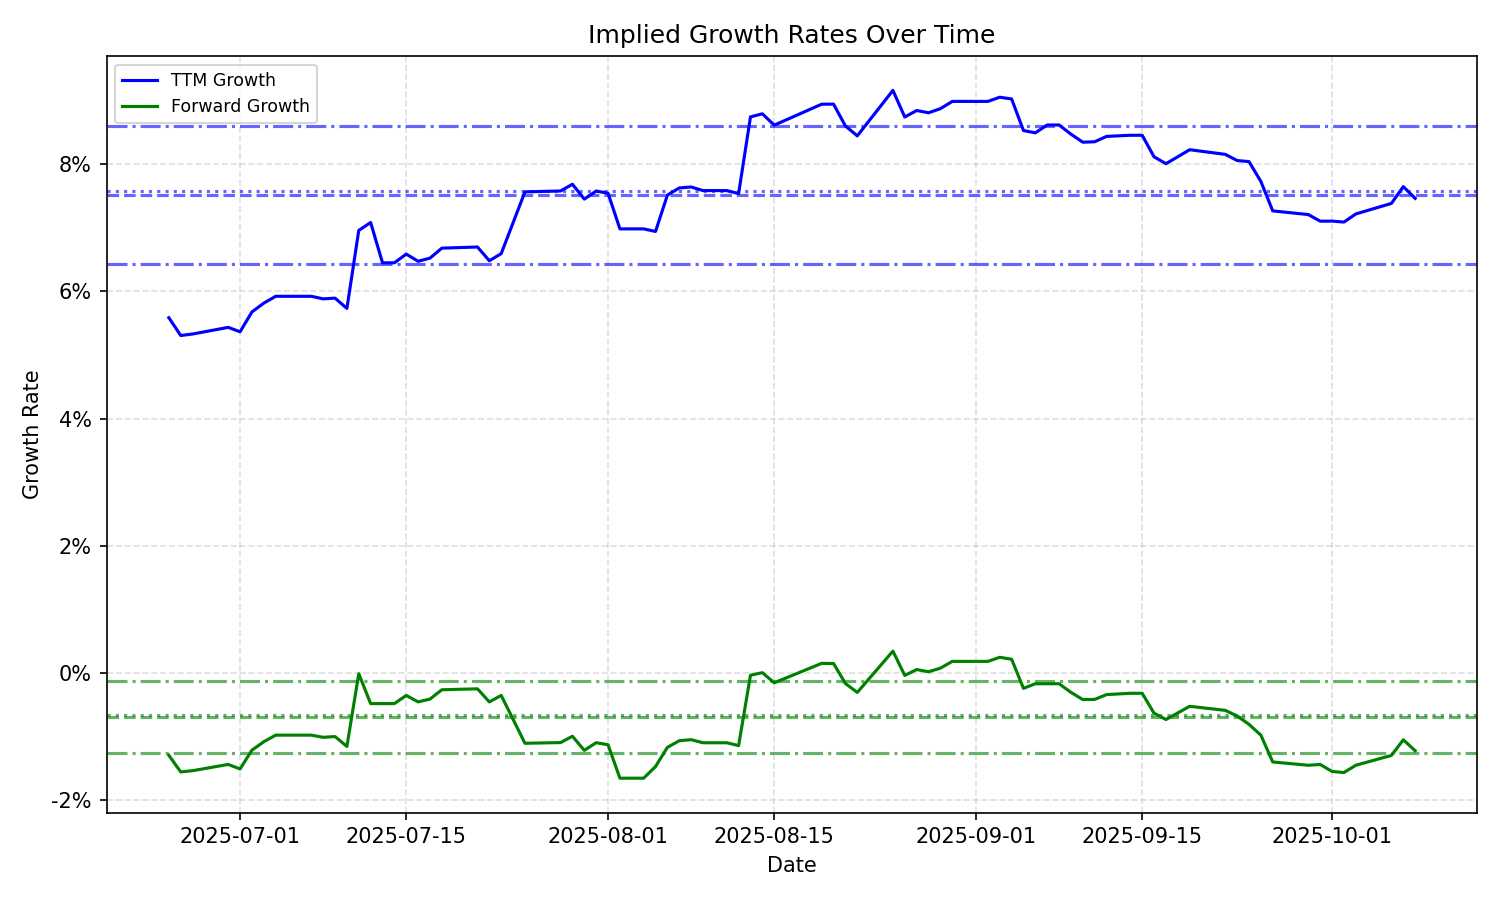 Implied Growth Rates Over Time
TTM Growth
Forward Growth
Growth Rate
8%
6%
4%
2%
0%
-2%
2025-07-01
2025-07-15
2025-08-01
2025-08-15
2025-09-01
2025-09-15
2025-10-01
Date